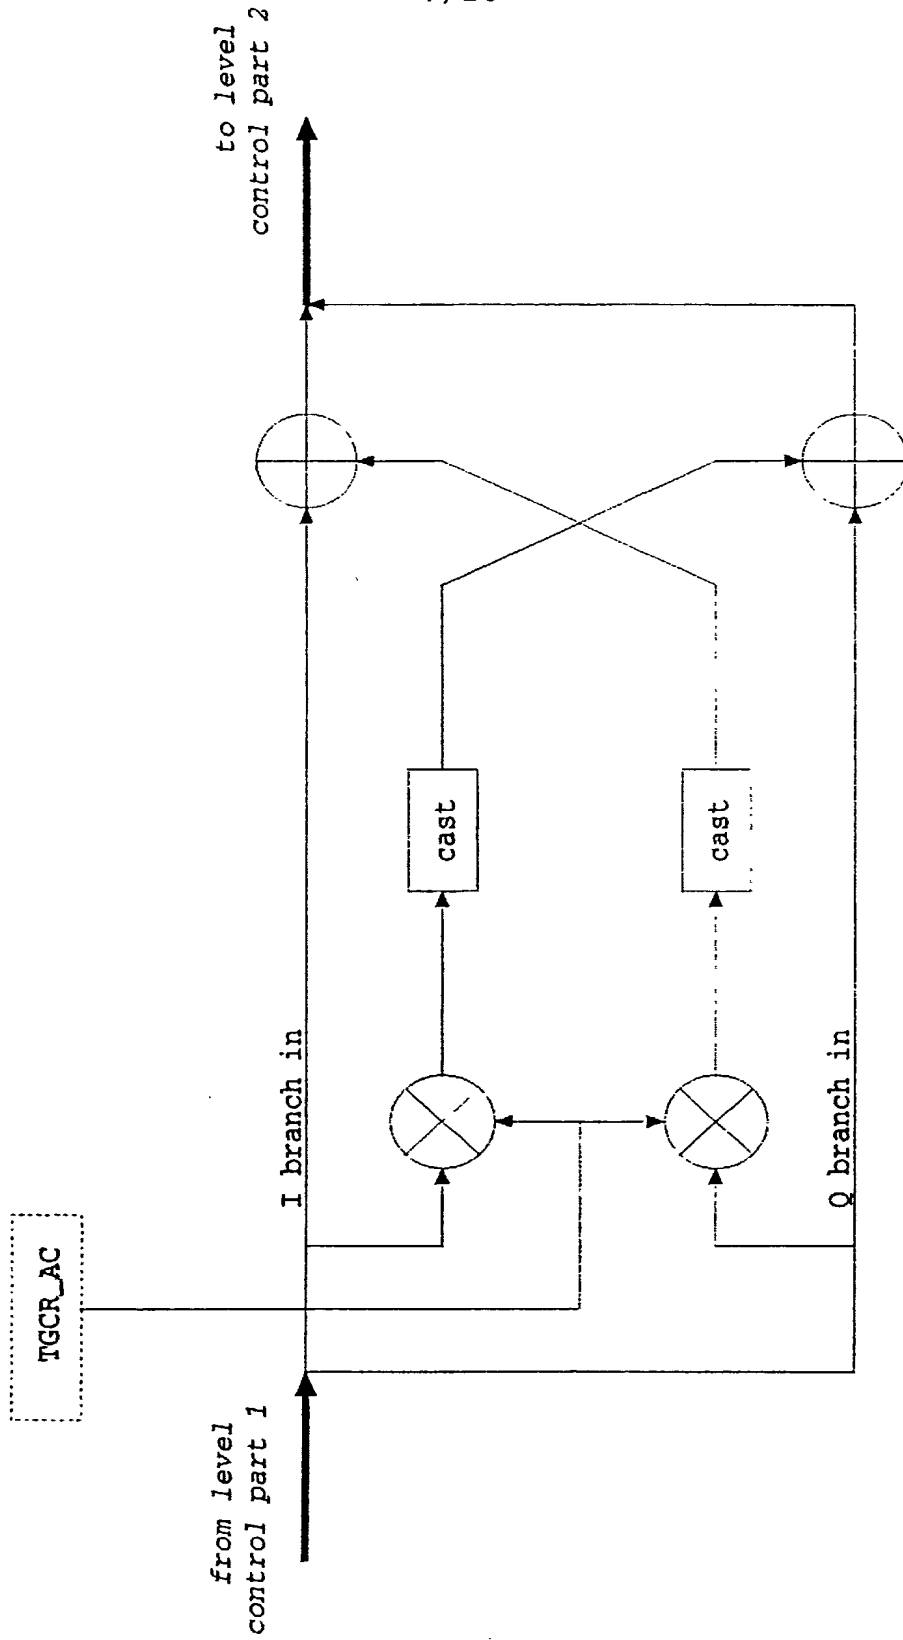 TGCR_AC
from level
control part 1
I branch in
Q branch in
cast
cast
to level
control part 2